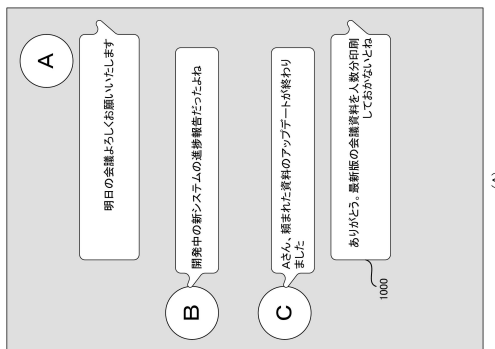 A
明日の会議よろしくお願いいたします
B
開発中の新システムの進捗報告だったよね
C
Aさん、頼まれた資料のアップデートが終わり
ました
ありがとう。最新版の会議資料を人数分印刷
しておかないとね
1000
(A)